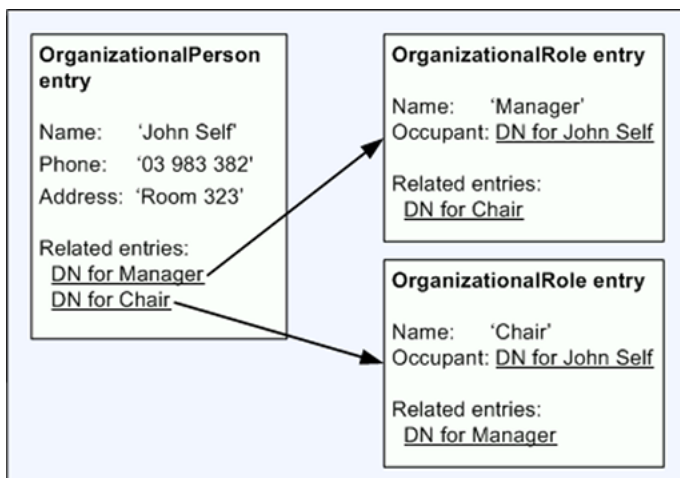 OrganizationalPerson
entry
Name: ‘John Self’
Phone: ‘03 983 382’
Address: ‘Room 323’
Related entries:
DN for Manager
DN for Chair
OrganizationalRole entry
Name: ‘Manager’
Occupant: DN for John Self
Related entries:
DN for Chair
OrganizationalRole entry
Name: ‘Chair’
Occupant: DN for John Self
Related entries:
DN for Manager